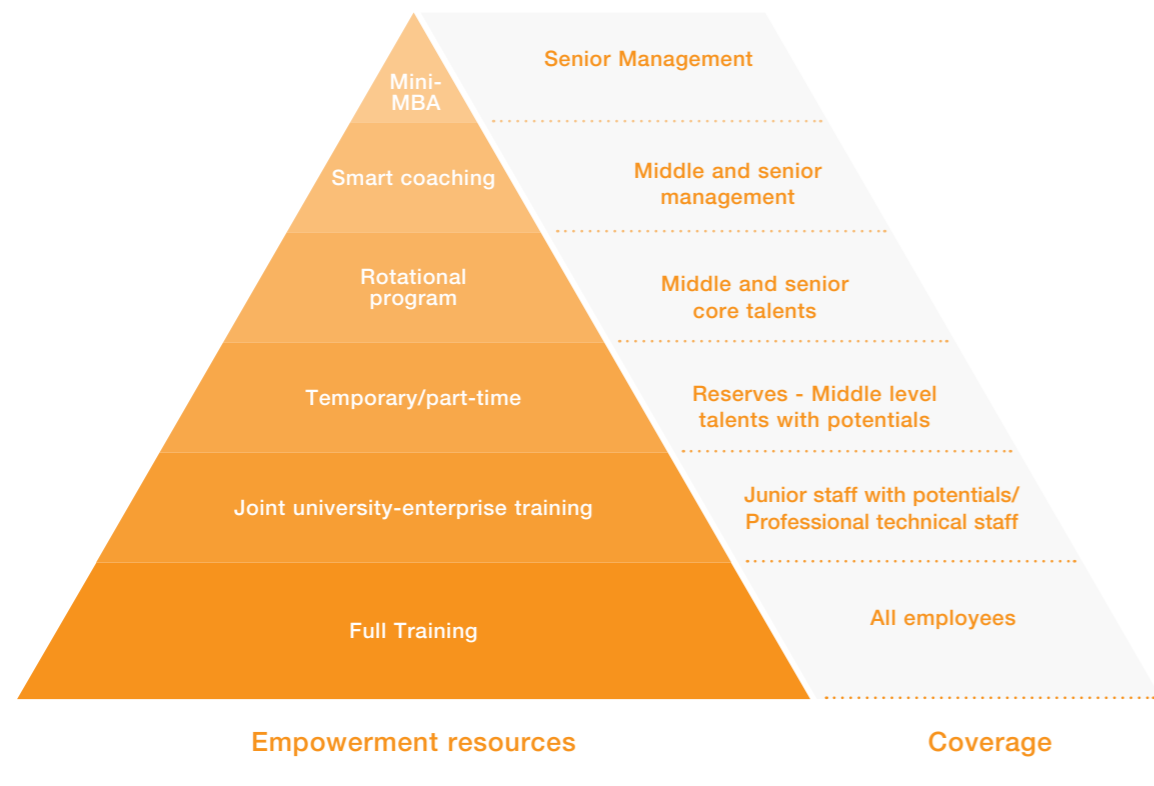 Senior Management
Mini-
MBA
Smart coaching
Middle and senior
management
Rotational
program
Middle and senior
core talents
Temporary/part-time
Reserves - Middle level
talents with potentials
Joint university-enterprise training
Junior staff with potentials/
Professional technical staff
Full Training
All employees
Empowerment resources
Coverage